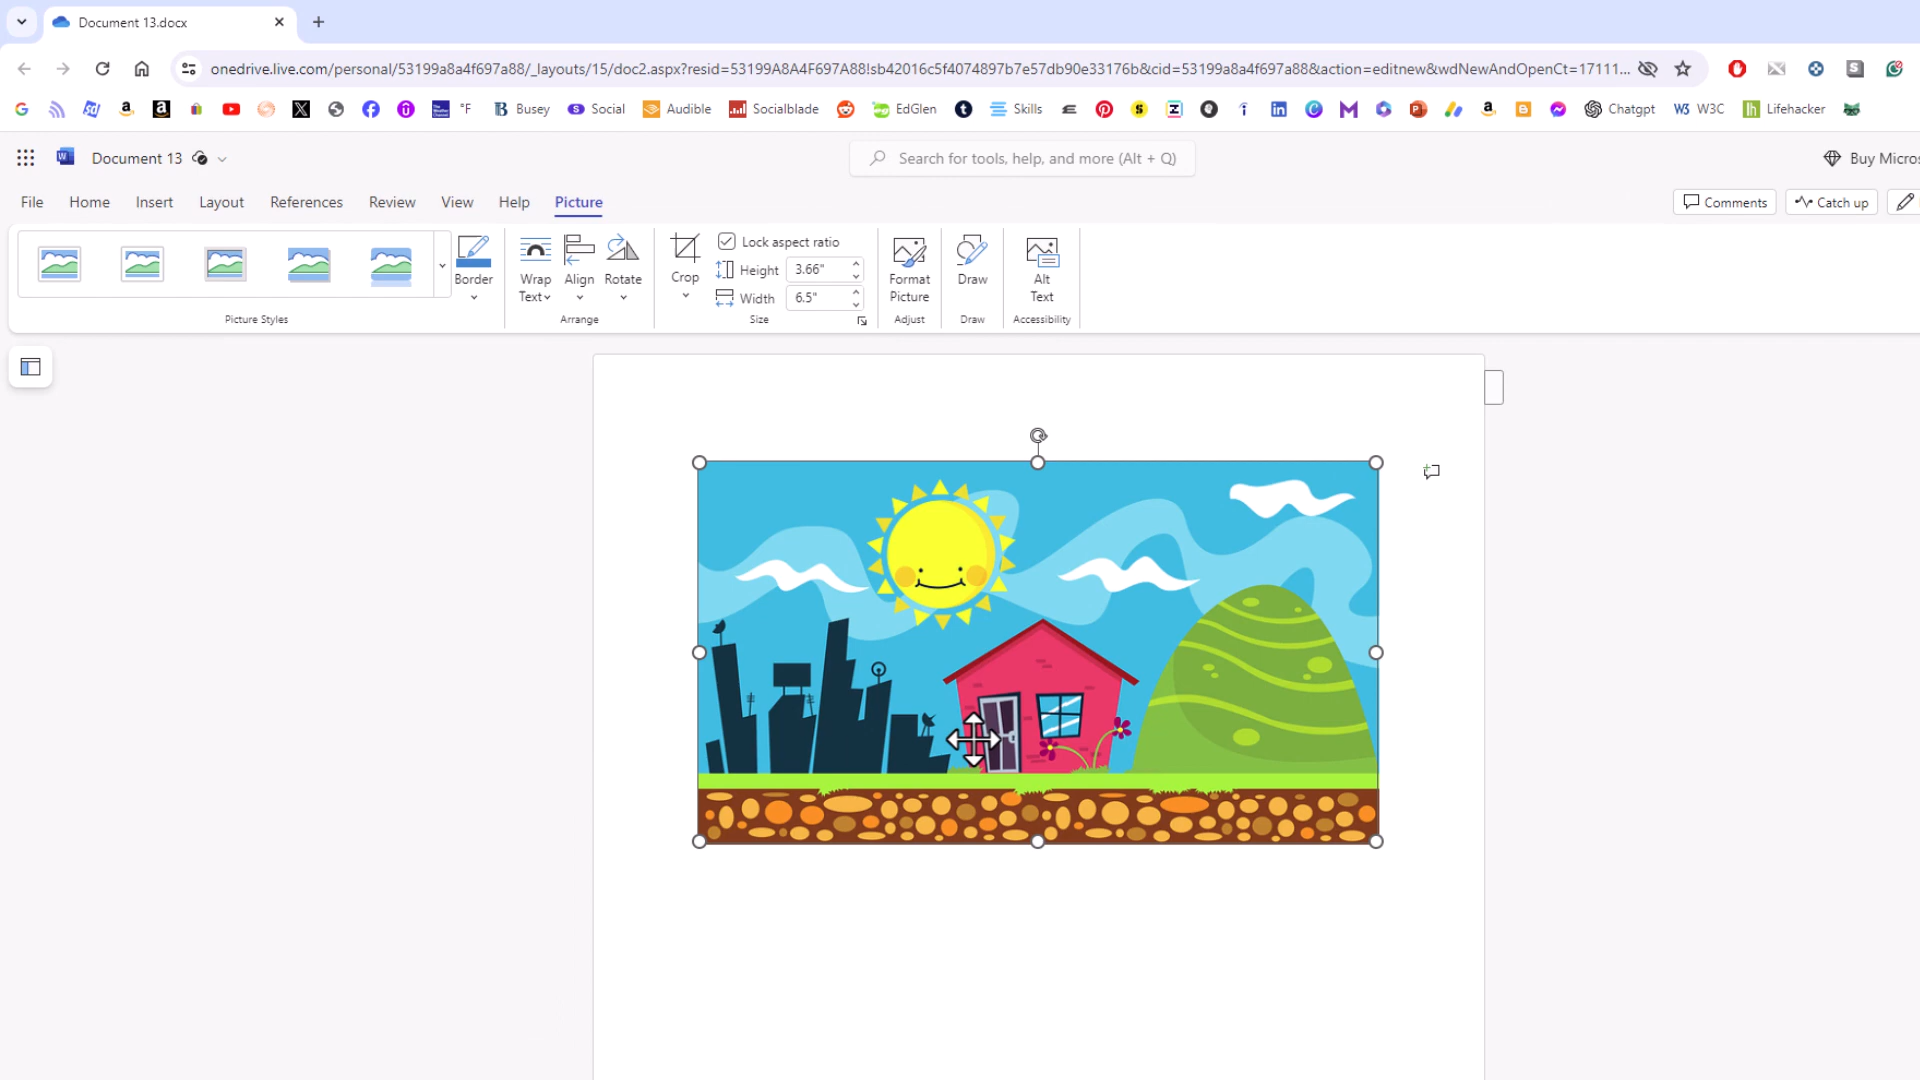 Document 13.docx
onedrive.live.com/personal/53199a8a4f697a88/_layouts/15/doc2.aspx?resid=53199A8A4F697A88!sb42016c5f4074897b7e57db90e33176b&cid=53199a8a4f697a88&action=editnew&wdNewAndOpenCt=17111...
°F Busey Social Audible Socialblade EdGlen Skills Chatgpt W3C Lifehacker
Document 13
Search for tools, help, and more (Alt + Q)
Buy Micros
File Home Insert Layout References Review View Help Picture
Comments Catch up
Lock aspect ratio
Height 3.66"
Width 6.5"
Border
Wrap Text
Align
Rotate
Crop
Format Picture
Draw
Alt Text
Picture Styles
Arrange
Size
Adjust
Draw
Accessibility